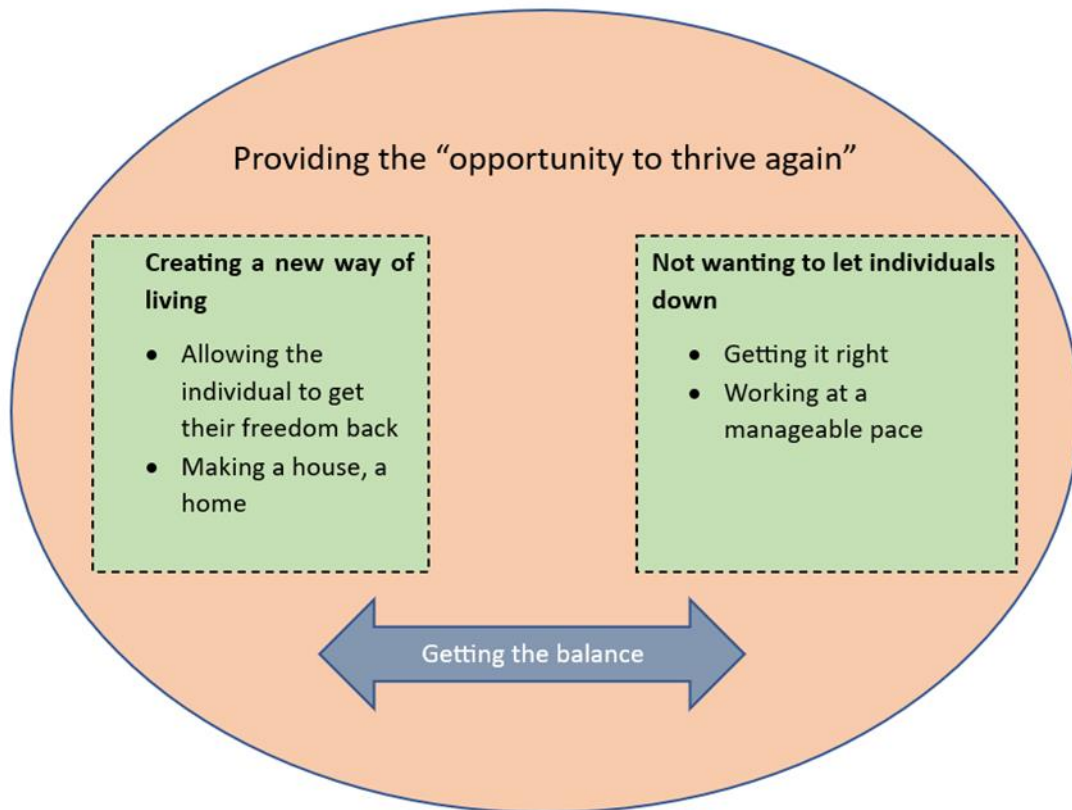 Providing the “opportunity to thrive again”
Creating a new way of
living
• Allowing the
individual to get
their freedom back
• Making a house, a
home
Not wanting to let individuals
down
• Getting it right
• Working at a
manageable pace
Getting the balance